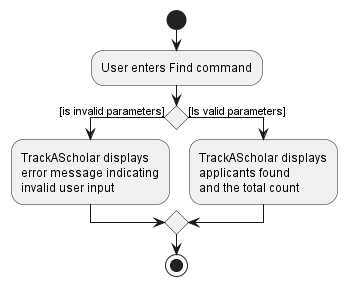 User enters Find command
[is invalid parameters]
[Is valid parameters]
TrackAScholar displays
error message indicating
invalid user input
TrackAScholar displays
applicants found
and the total count